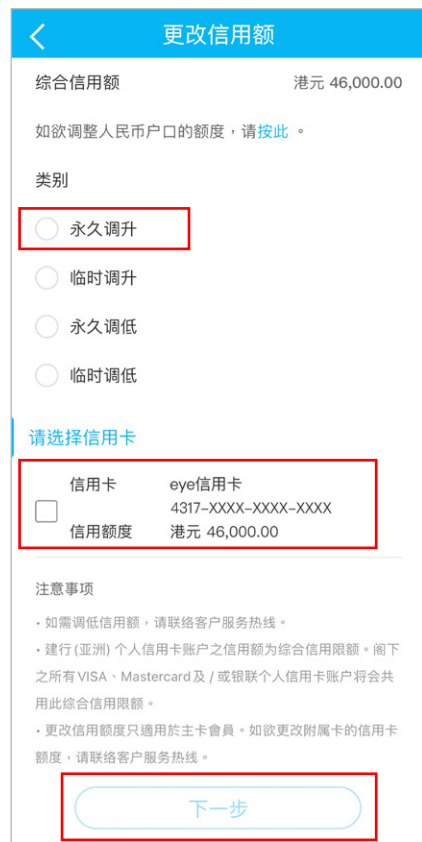 更改信用额
综合信用额 港元 46,000.00
如欲调整人民币户口的额度，请按此 。
类别
永久调升
临时调升
永久调低
临时调低
请选择信用卡
信用卡 eye信用卡
4317-XXXX-XXXX-XXXX
信用额度 港元 46,000.00
注意事项
• 如需调低信用额，请联络客户服务热线。
• 建行 (亚洲) 个人信用卡账户之信用额为综合信用限额。阁下
之所有 VISA、Mastercard 及 / 或银联个人信用卡账户将会共
用此综合信用限额。
• 更改信用额度只適用於主卡會員。如欲更改附属卡的信用卡
额度，请联络客户服务热线。
下一步